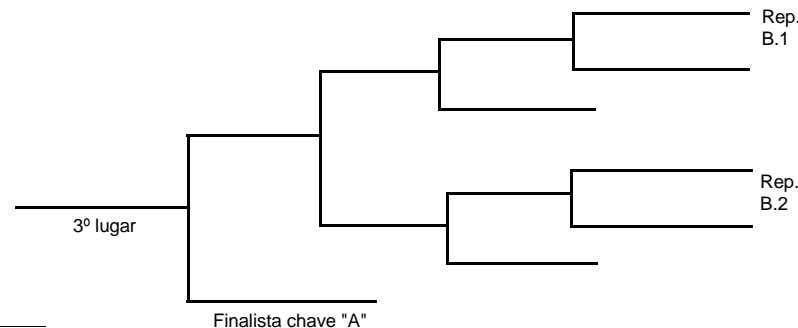 Rep.
B.1
Rep.
B.2
3º lugar
Finalista chave "A"